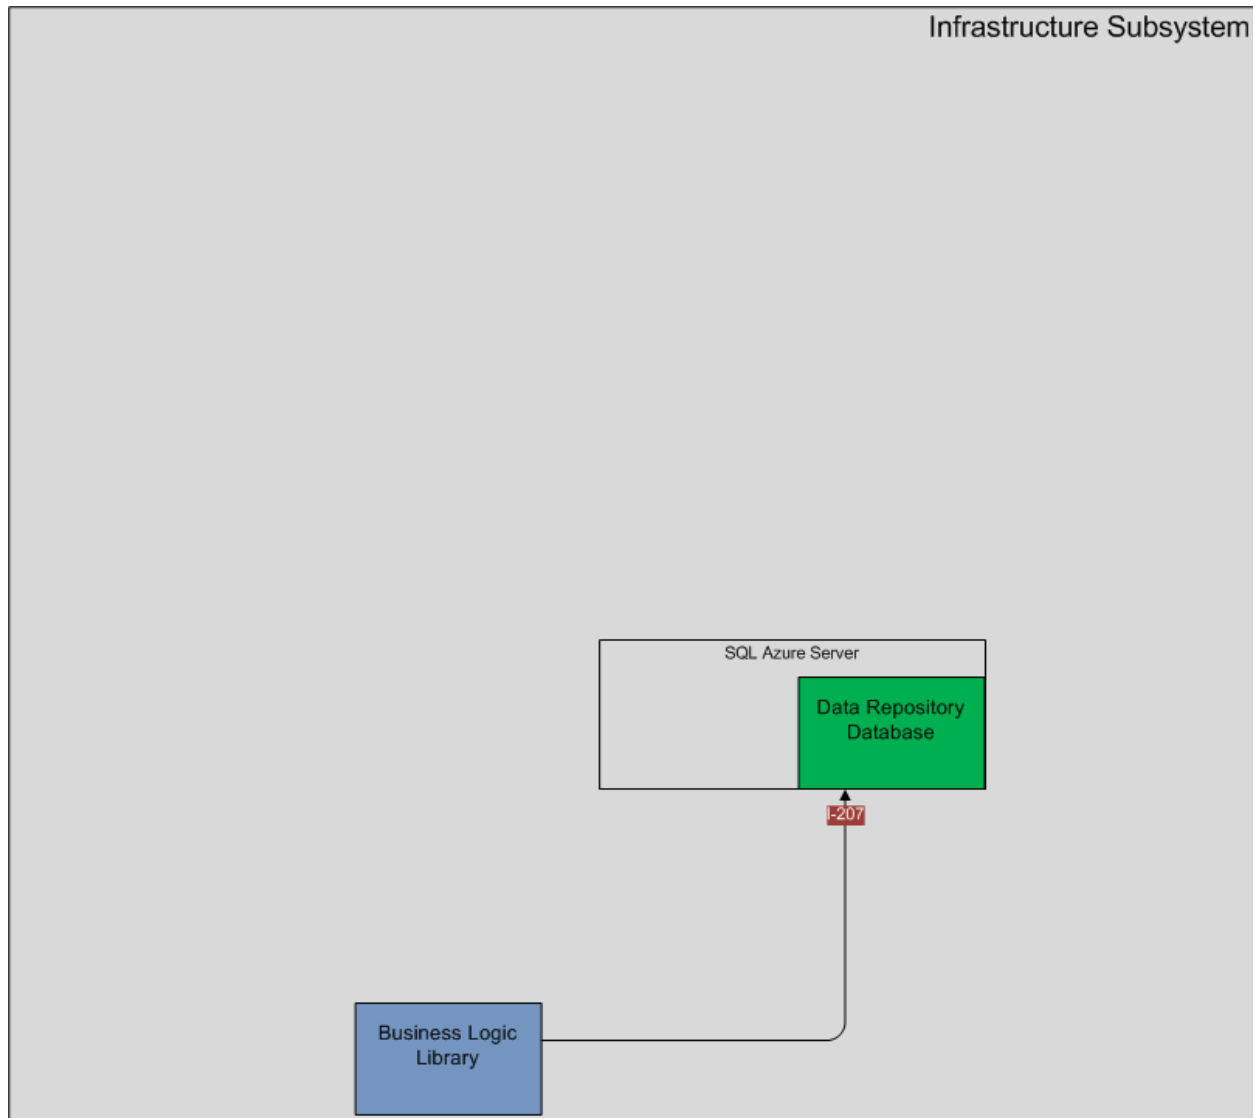 Infrastructure Subsystem
SQL Azure Server
Data Repository
Database
I-207
Business Logic
Library